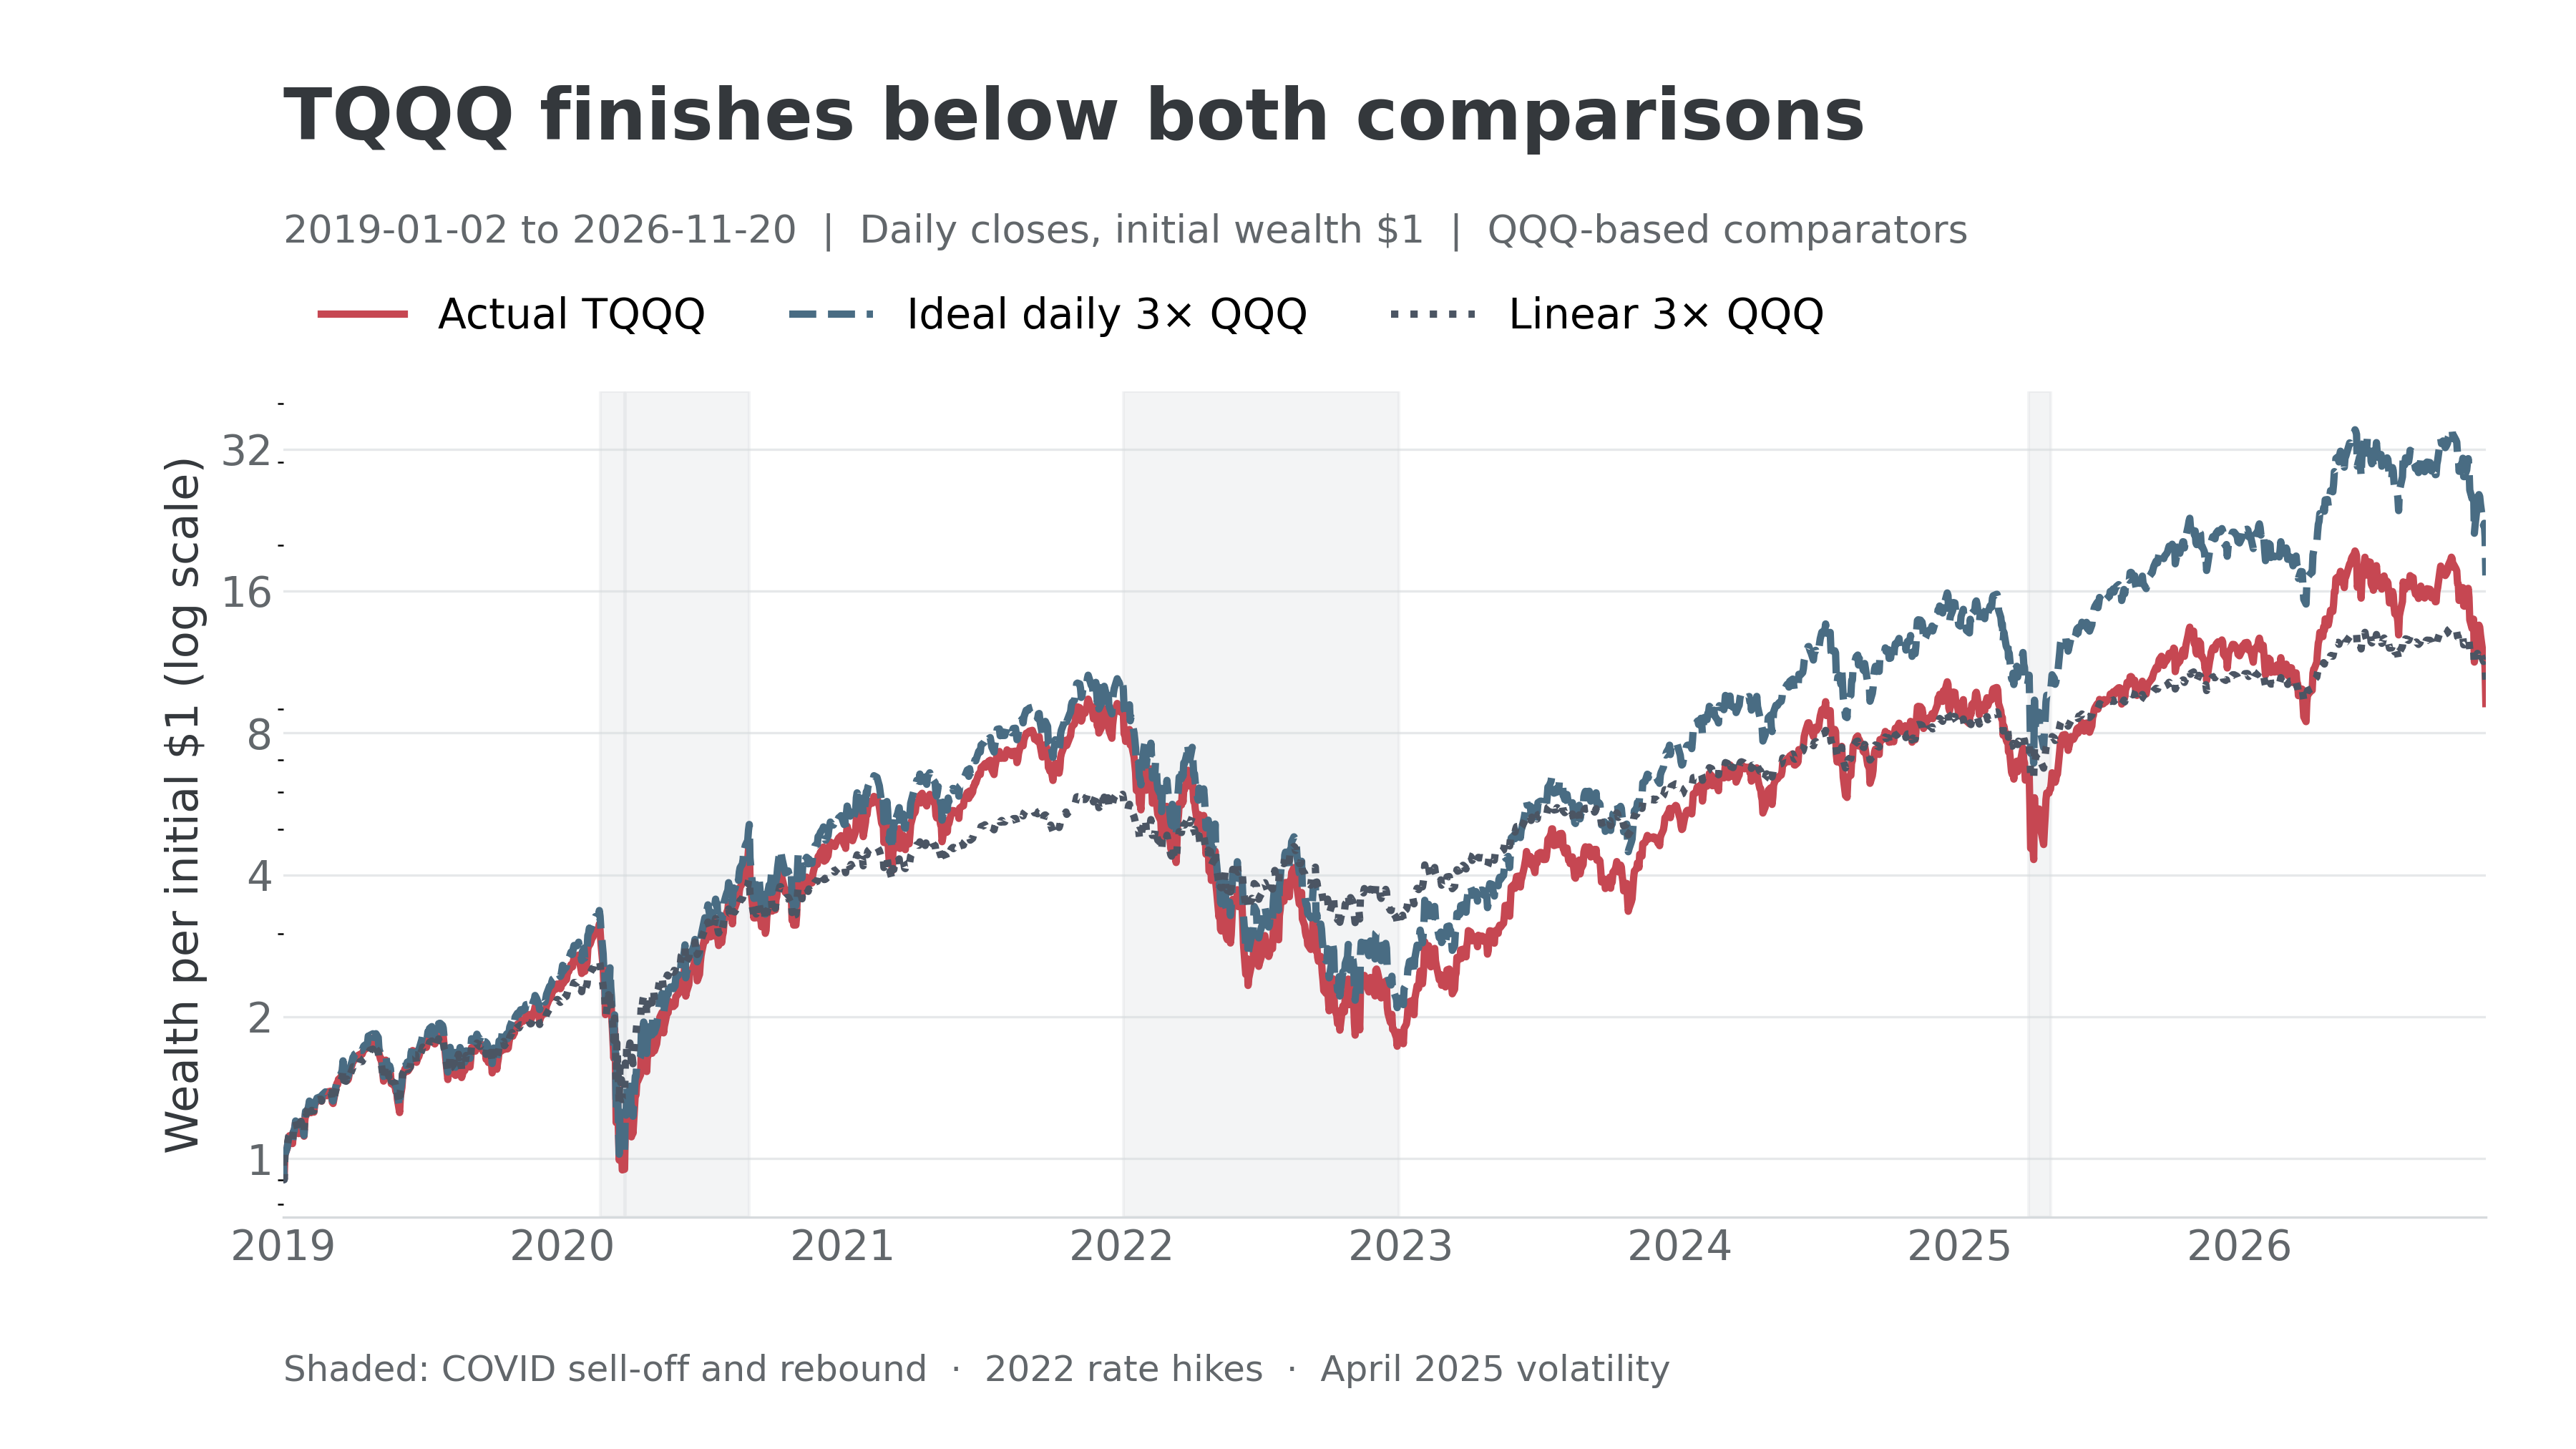 TQQQ finishes below both comparisons
2019-01-02 to 2026-11-20 | Daily closes, initial wealth $1 | QQQ-based comparators
Actual TQQQ
Ideal daily 3× QQQ
Linear 3× QQQ
Wealth per initial $1 (log scale)
32
16
8
4
2
1
2019 2020 2021 2022 2023 2024 2025 2026
Shaded: COVID sell-off and rebound · 2022 rate hikes · April 2025 volatility